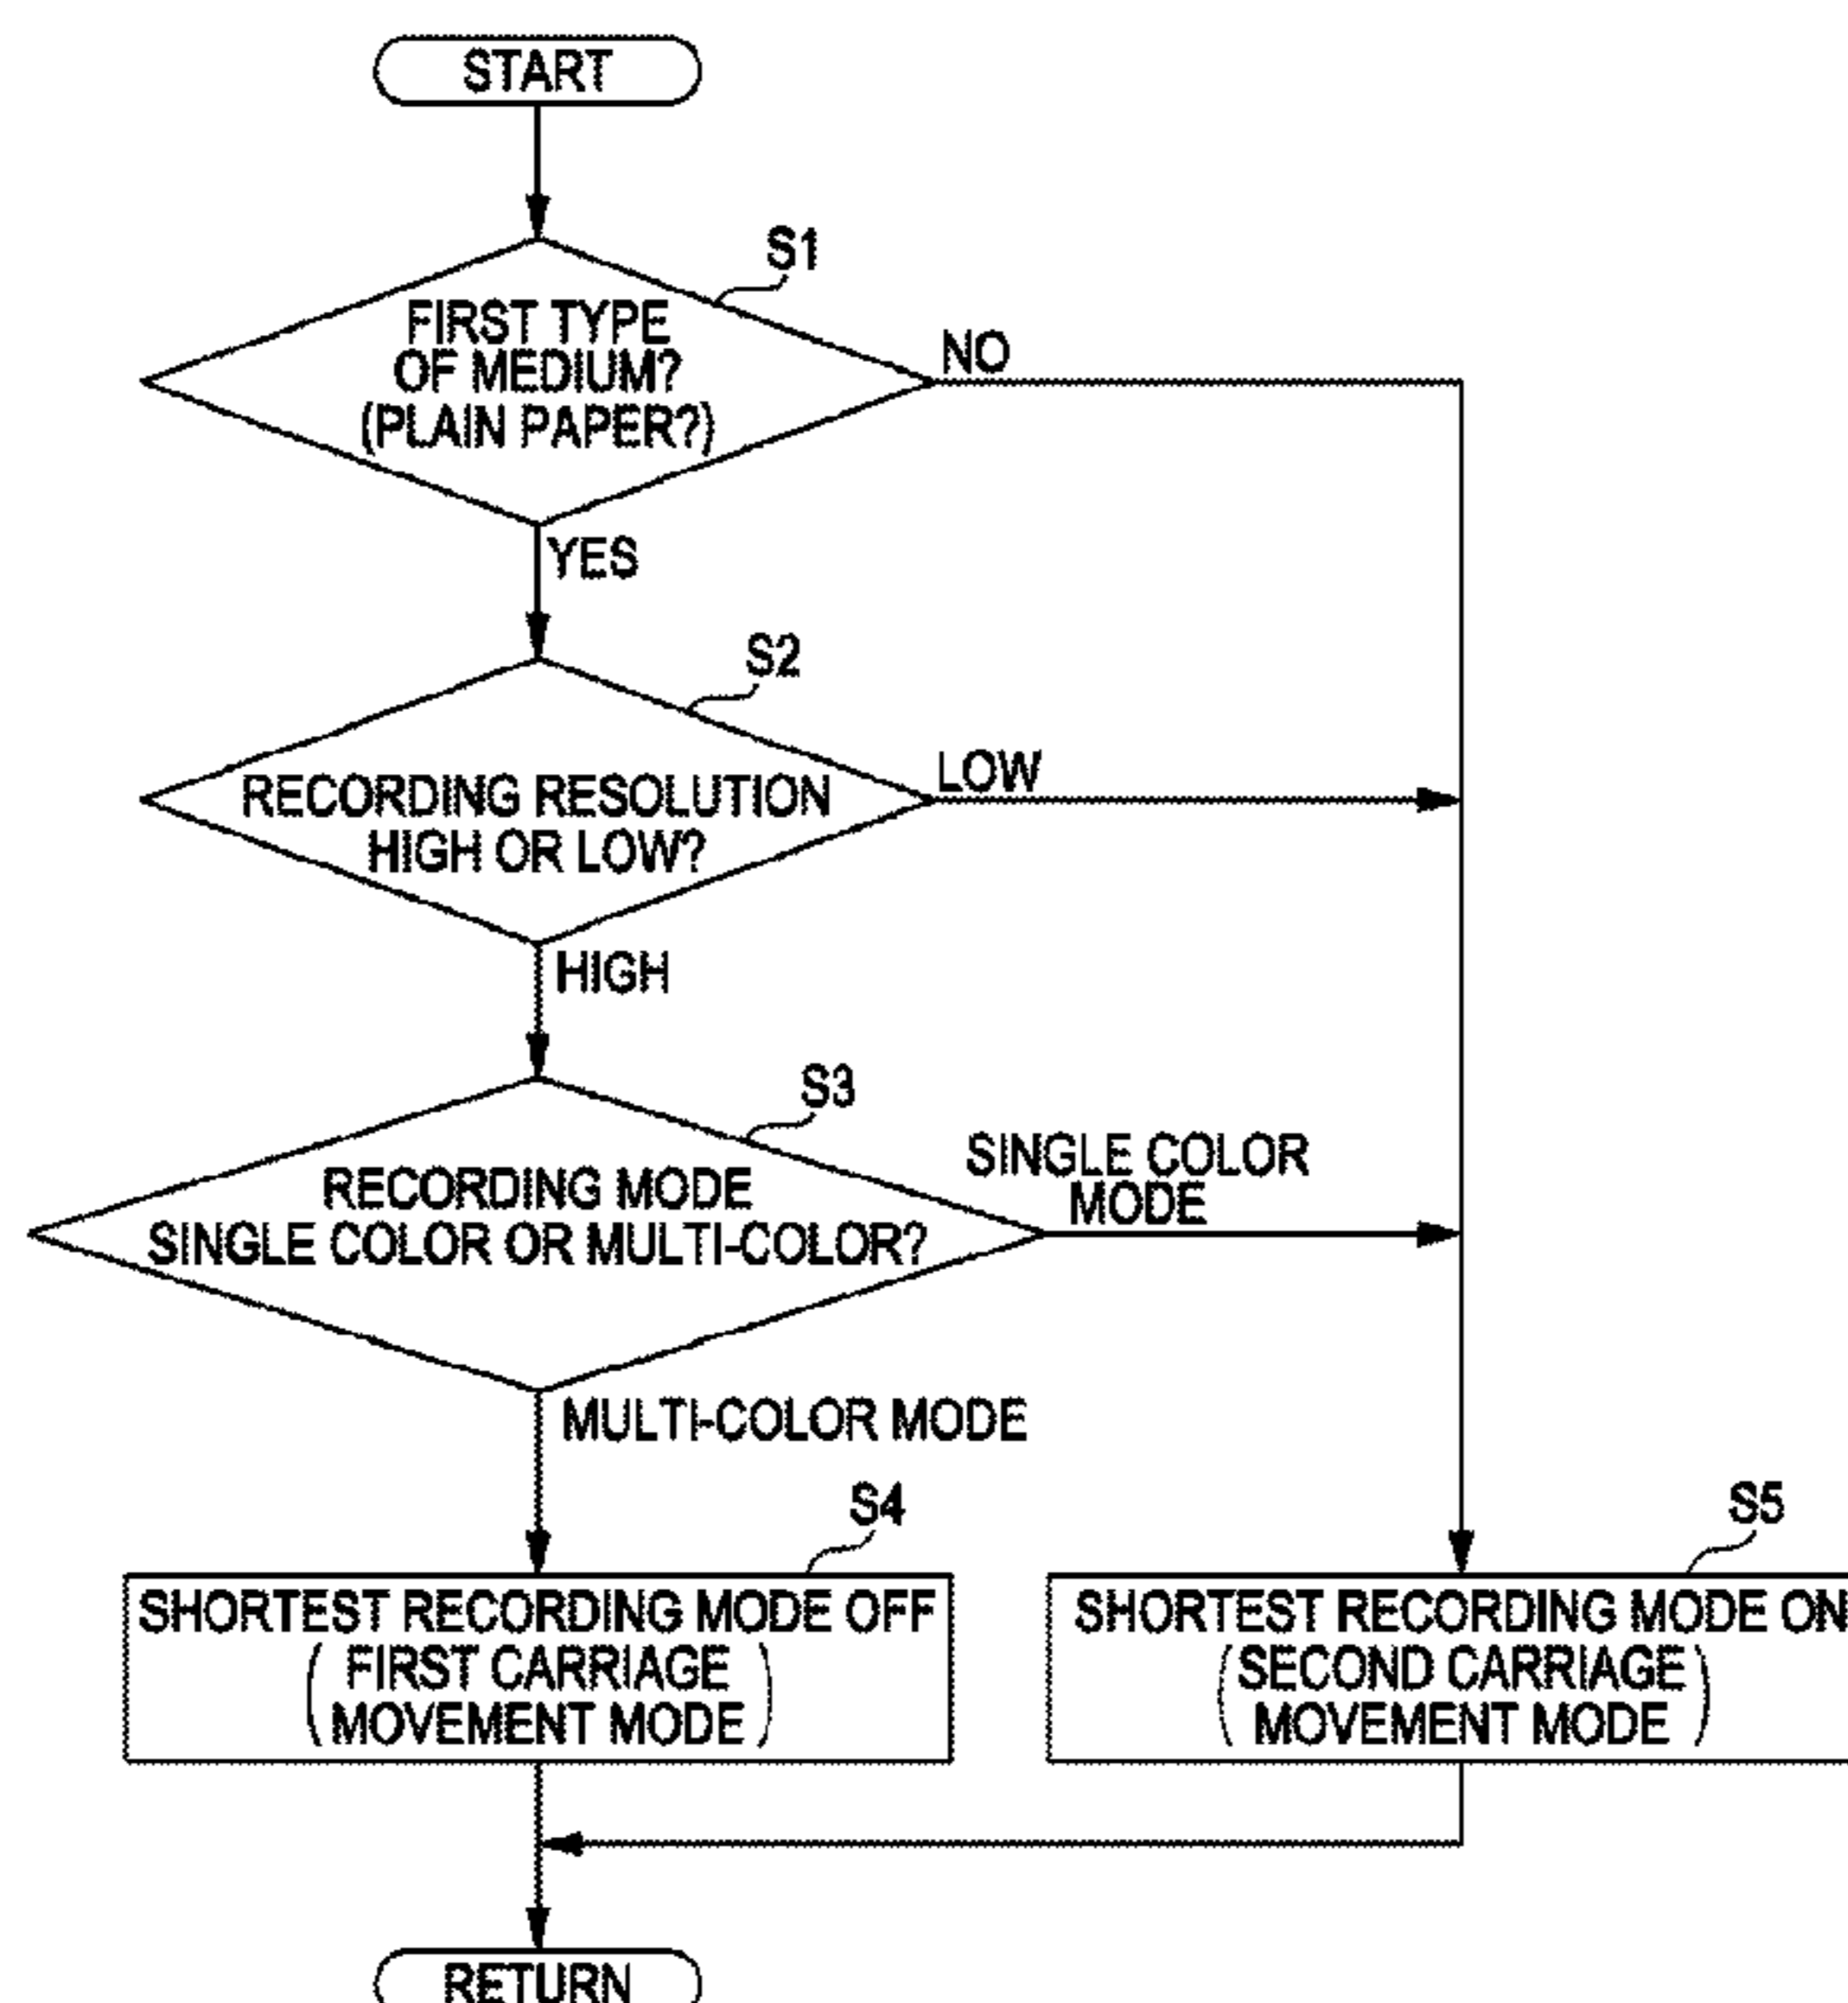 START
S1
FIRST TYPE
OF MEDIUM?
(PLAIN PAPER?)
NO
YES
S2
RECORDING RESOLUTION
HIGH OR LOW?
LOW
HIGH
S3
RECORDING MODE
SINGLE COLOR OR MULTI-COLOR?
SINGLE COLOR
MODE
MULTI-COLOR MODE
S4
SHORTEST RECORDING MODE OFF
(FIRST CARRIAGE
MOVEMENT MODE)
S5
SHORTEST RECORDING MODE ON
(SECOND CARRIAGE
MOVEMENT MODE)
RETURN